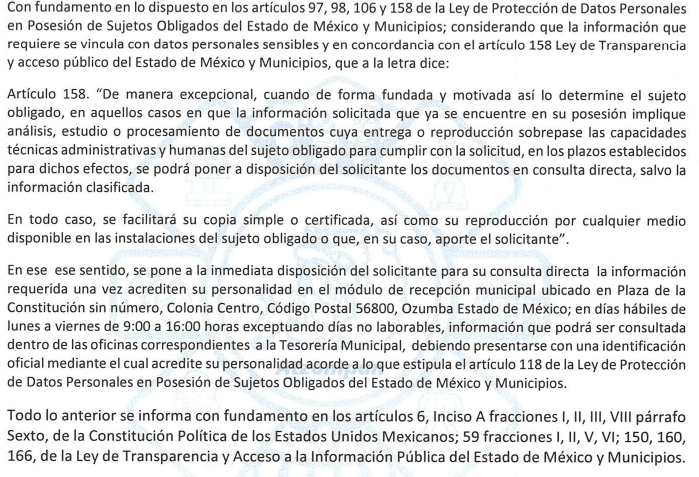 Con fundamento en lo dispuesto en los artículos 97, 98, 106 y 158 de la Ley de Protección de Datos Personales
en Posesión de Sujetos Obligados del Estado de México y Municipios; considerando que la información que
requiere se vincula con datos personales sensibles y en concordancia con el artículo 158 Ley de Transparencia
y acceso público del Estado de México y Municipios, que a la letra dice:
Artículo 158. “De manera excepcional, cuando de forma fundada y motivada así lo determine el sujeto
obligado, en aquellos casos en que la información solicitada que ya se encuentre en su posesión implique
análisis, estudio o procesamiento de documentos cuya entrega o reproducción sobrepase las capacidades
técnicas administrativas y humanas del sujeto obligado para cumplir con la solicitud, en los plazos establecidos
para dichos efectos, se podrá poner a disposición del solicitante los documentos en consulta directa, salvo la
información clasificada.
En todo caso, se facilitará su copia simple o certificada, así como su reproducción por cualquier medio
disponible en las instalaciones del sujeto obligado o que, en su caso, aporte el solicitante”.
En ese ese sentido, se pone a la inmediata disposición del solicitante para su consulta directa la información
requerida una vez acrediten su personalidad en el módulo de recepción municipal ubicado en Plaza de la
Constitución sin número, Colonia Centro, Código Postal 56800, Ozumba Estado de México; en días hábiles de
lunes a viernes de 9:00 a 16:00 horas exceptuando días no laborables, información que podrá ser consultada
dentro de las oficinas correspondientes a la Tesorería Municipal, debiendo presentarse con una identificación
oficial mediante el cual acredite su personalidad acorde a lo que estipula el artículo 118 de la Ley de Protección
de Datos Personales en Posesión de Sujetos Obligados del Estado de México y Municipios.
Todo lo anterior se informa con fundamento en los artículos 6, Inciso A fracciones I, II, III, VIII párrafo
Sexto, de la Constitución Política de los Estados Unidos Mexicanos; 59 fracciones I, II, V, VI; 150, 160,
166, de la Ley de Transparencia y Acceso a la Información Pública del Estado de México y Municipios.